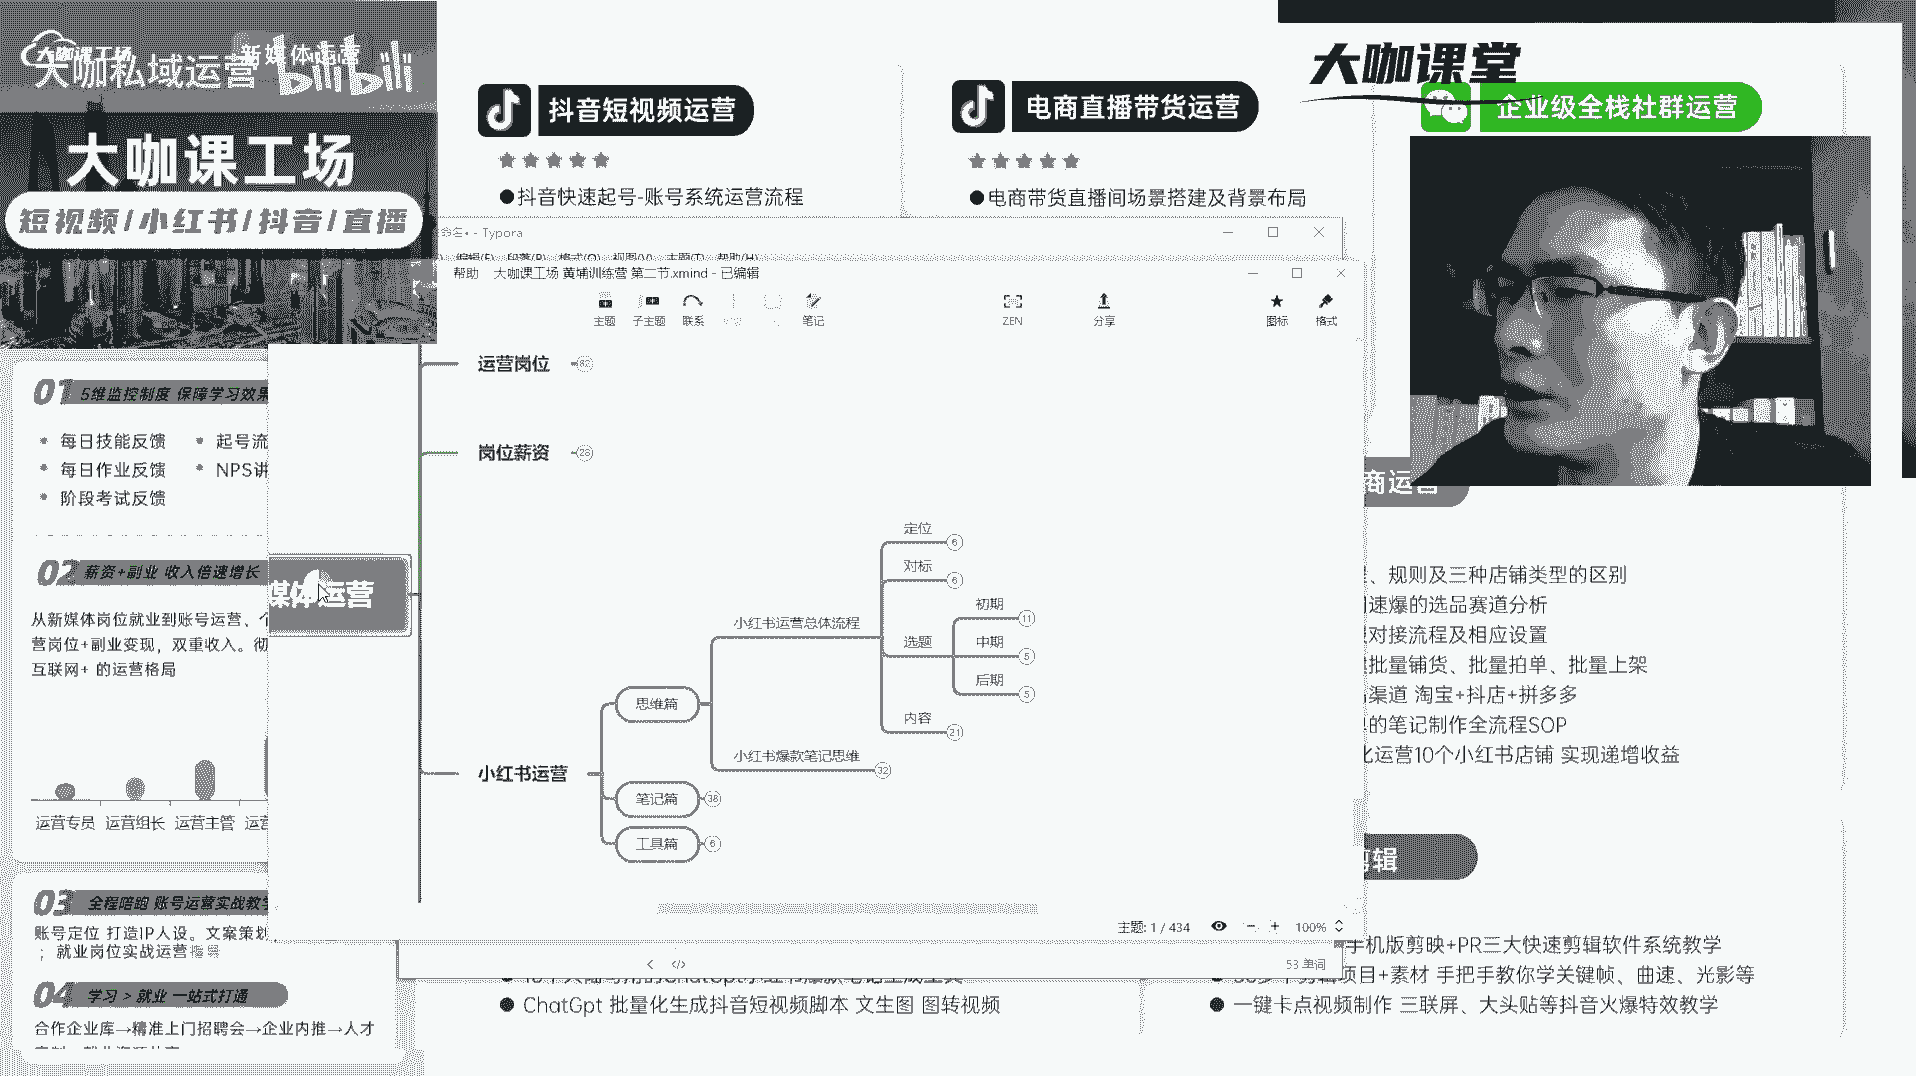 大咖课工场
新媒体运营
大咖私域运营
bilibili
大咖课工场
短视频/小红书/抖音/直播
抖音短视频运营
●抖音快速起号-账号系统运营流程
电商直播带货运营
●电商带货直播间场景搭建及背景布局
大咖课堂
企业级全栈社群运营
- Typora
编辑(E) 段落(P) 格式(O) 视图(V) 主题(T) 帮助(H)
帮助 大咖课工场 黄埔训练营 第二节.xmind - 已编辑
主题
子主题
联系
笔记
ZEN
分享
图标
格式
01 5维监控制度 保障学习效果
每日技能反馈
起号流
每日作业反馈
NPS讲
阶段考试反馈
02 薪资+副业 收入倍速增长
从新媒体岗位就业到账号运营、个
营岗位+副业变现，双重收入。彻
互联网+ 的运营格局
运营专员 运营组长 运营主管 运营
03 全程陪跑 账号运营实战教学
账号定位 打造IP人设。文案策划
；就业岗位实战运营指导
04 学习 > 就业 一站式打通
合作企业库→精准上门招聘会→企业内推→人才
媒体运营
运营岗位 82
岗位薪资 28
小红书运营
思维篇
小红书运营总体流程
定位 6
对标 6
选题
初期 11
中期 5
后期 5
内容 21
小红书爆款笔记思维 32
笔记篇 38
工具篇 6
主题: 1 / 434
100%
53 单词
商运营
、规则及三种店铺类型的区别
速爆的选品赛道分析
对接流程及相应设置
批量铺货、批量拍单、批量上架
渠道 淘宝+抖店+拼多多
的笔记制作全流程SOP
化运营10个小红书店铺 实现递增收益
剪辑
手机版剪映+PR三大快速剪辑软件系统教学
项目+素材 手把手教你学关键帧、曲速、光影等
● 一键卡点视频制作 三联屏、大头贴等抖音火爆特效教学
● ChatGpt 批量化生成抖音短视频脚本 文生图 图转视频